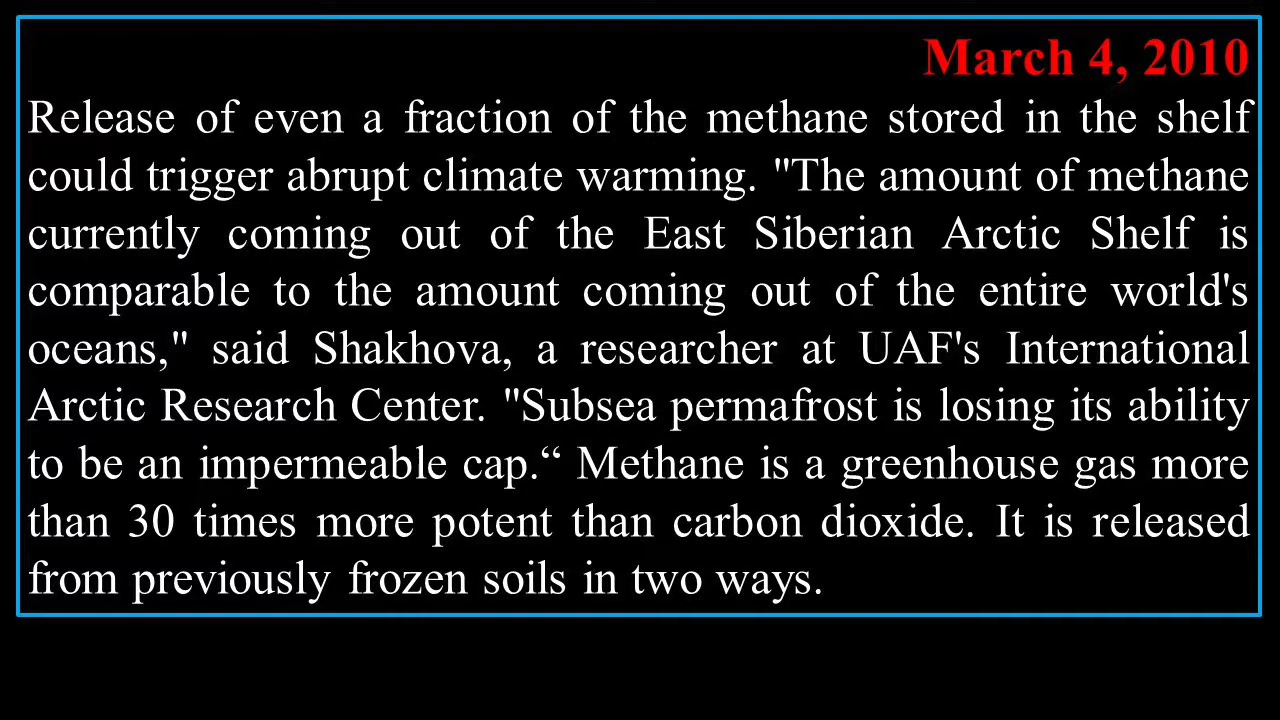 March 4, 2010
Release of even a fraction of the methane stored in the shelf
could trigger abrupt climate warming. "The amount of methane
currently coming out of the East Siberian Arctic Shelf is
comparable to the amount coming out of the entire world's
oceans," said Shakhova, a researcher at UAF's International
Arctic Research Center. "Subsea permafrost is losing its ability
to be an impermeable cap.“ Methane is a greenhouse gas more
than 30 times more potent than carbon dioxide. It is released
from previously frozen soils in two ways.